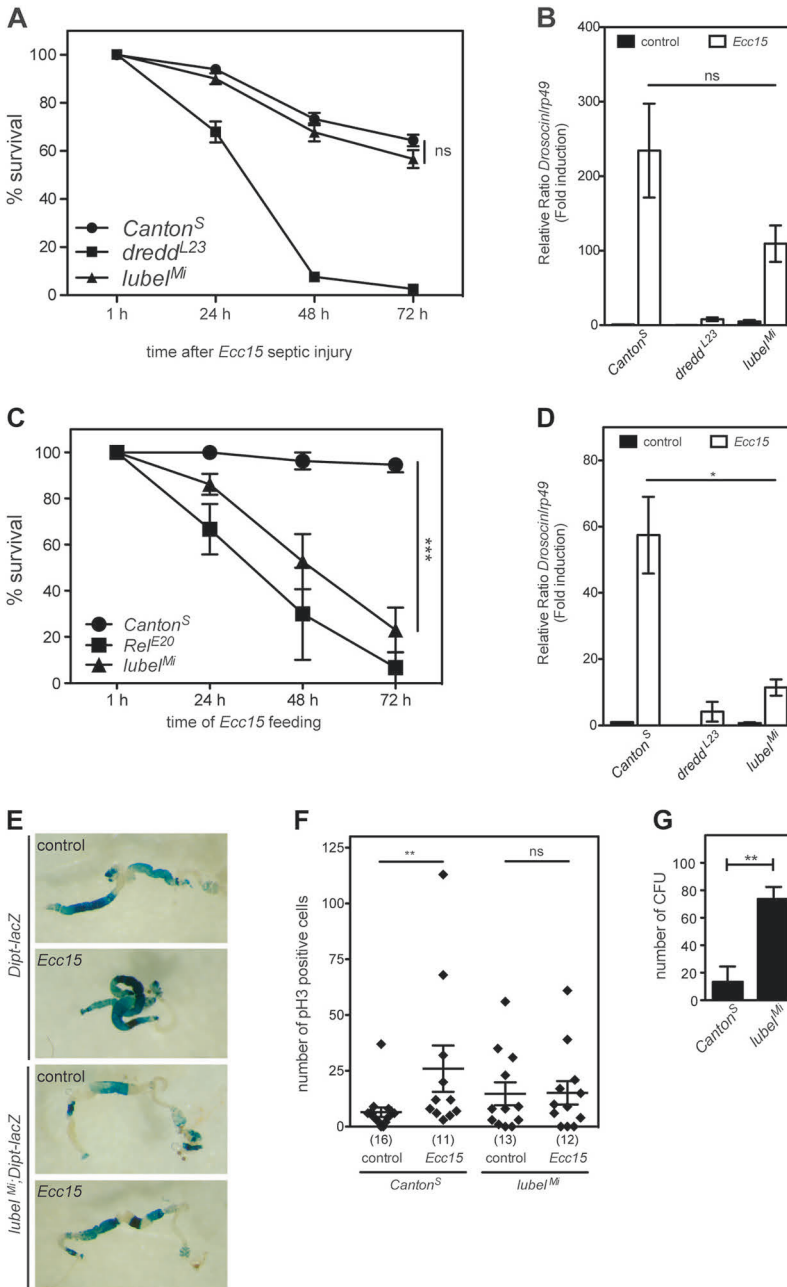 A
% survival
100
80
60
40
20
0
Canton^S
dredd^L23
lubel^Mi
ns
1 h
24 h
48 h
72 h
time after Ecc15 septic injury
B
control
Ecc15
Relative Ratio Drosocin/rp49
(Fold induction)
400
300
200
100
0
ns
Canton^S
dredd^L23
lubel^Mi
C
% survival
100
80
60
40
20
0
Canton^S
Rel^E20
lubel^Mi
***
1 h
24 h
48 h
72 h
time of Ecc15 feeding
D
control
Ecc15
Relative Ratio Drosocin/rp49
(Fold induction)
80
60
40
20
0
*
Canton^S
dredd^L23
lubel^Mi
E
Dipt-lacZ
control
Ecc15
lubel^Mi;Dipt-lacZ
control
Ecc15
F
number of pH3 positive cells
125
100
75
50
25
0
**
ns
(16)
(11)
(13)
(12)
control
Ecc15
control
Ecc15
Canton^S
lubel^Mi
G
number of CFU
100
80
60
40
20
0
**
Canton^S
lubel^Mi